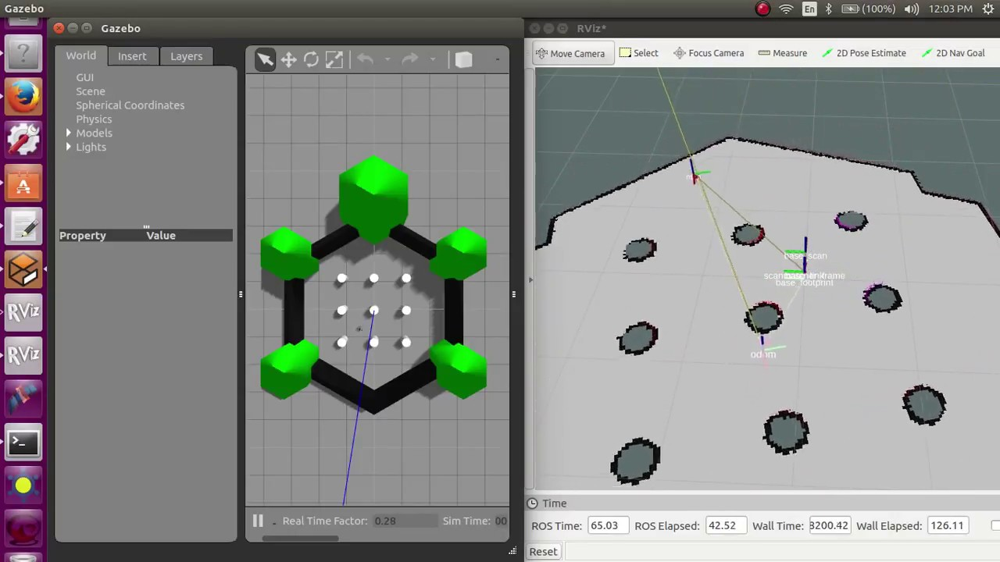 Gazebo
En
(100%)
12:03 PM
Gazebo
World
Insert
Layers
GUI
Scene
Spherical Coordinates
Physics
Models
Lights
Property Value
Real Time Factor: 0.28 Sim Time: 00
RViz*
Move Camera
Select
Focus Camera
Measure
2D Pose Estimate
2D Nav Goal
base_scan
base_footprint
odom
Time
ROS Time: 65.03 ROS Elapsed: 42.52 Wall Time: 8200.42 Wall Elapsed: 126.11
Reset
RViz
RViz